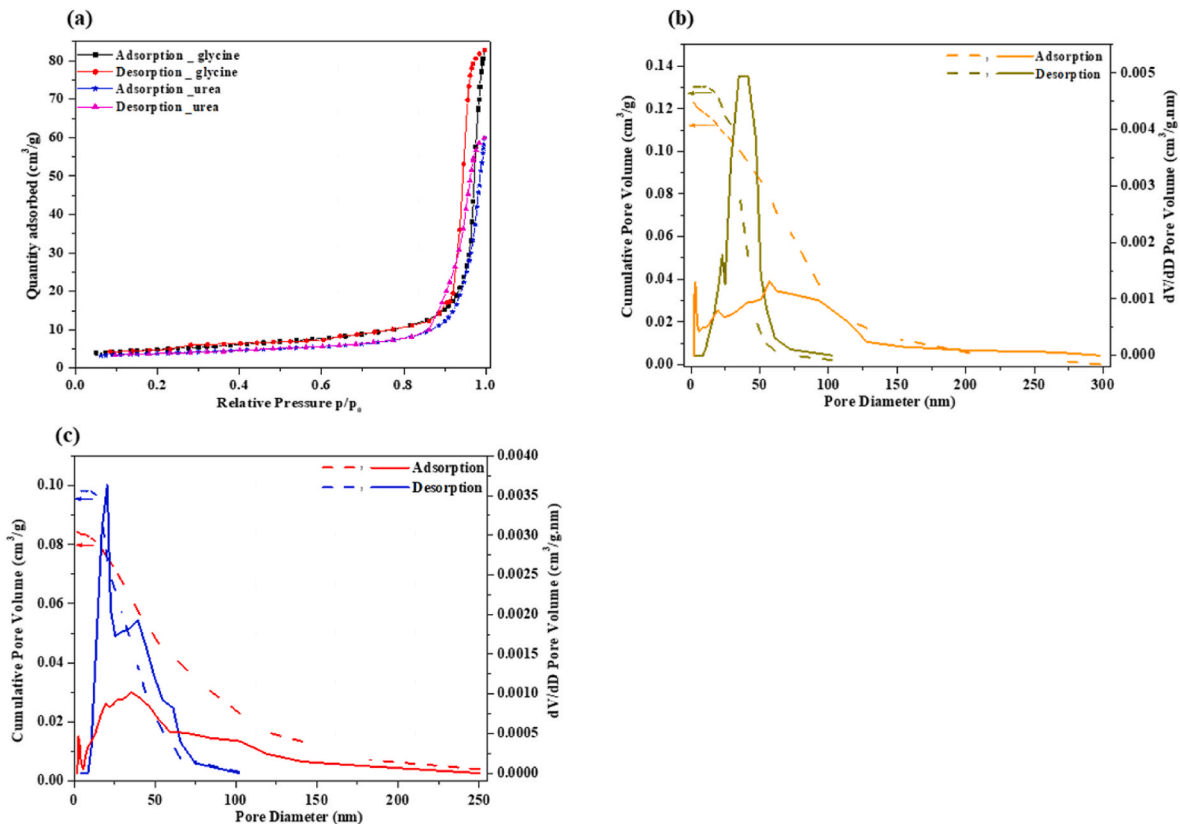 (a)
Quantity adsorbed (cm³/g)
80
70
60
50
40
30
20
10
0
Adsorption _ glycine
Desorption _ glycine
Adsorption _urea
Desorption _urea
0.0 0.2 0.4 0.6 0.8 1.0
Relative Pressure p/p₀
(b)
Cumulative Pore Volume (cm³/g)
0.14
0.12
0.10
0.08
0.06
0.04
0.02
0.00
, Adsorption
, Desorption
0.005
0.004
0.003
0.002
0.001
0.000
dV/dD Pore Volume (cm³/g.nm)
0 50 100 150 200 250 300
Pore Diameter (nm)
(c)
Cumulative Pore Volume (cm³/g)
0.10
0.08
0.06
0.04
0.02
0.00
, Adsorption
, Desorption
0.0040
0.0035
0.0030
0.0025
0.0020
0.0015
0.0010
0.0005
0.0000
dV/dD Pore Volume (cm³/g.nm)
0 50 100 150 200 250
Pore Diameter (nm)